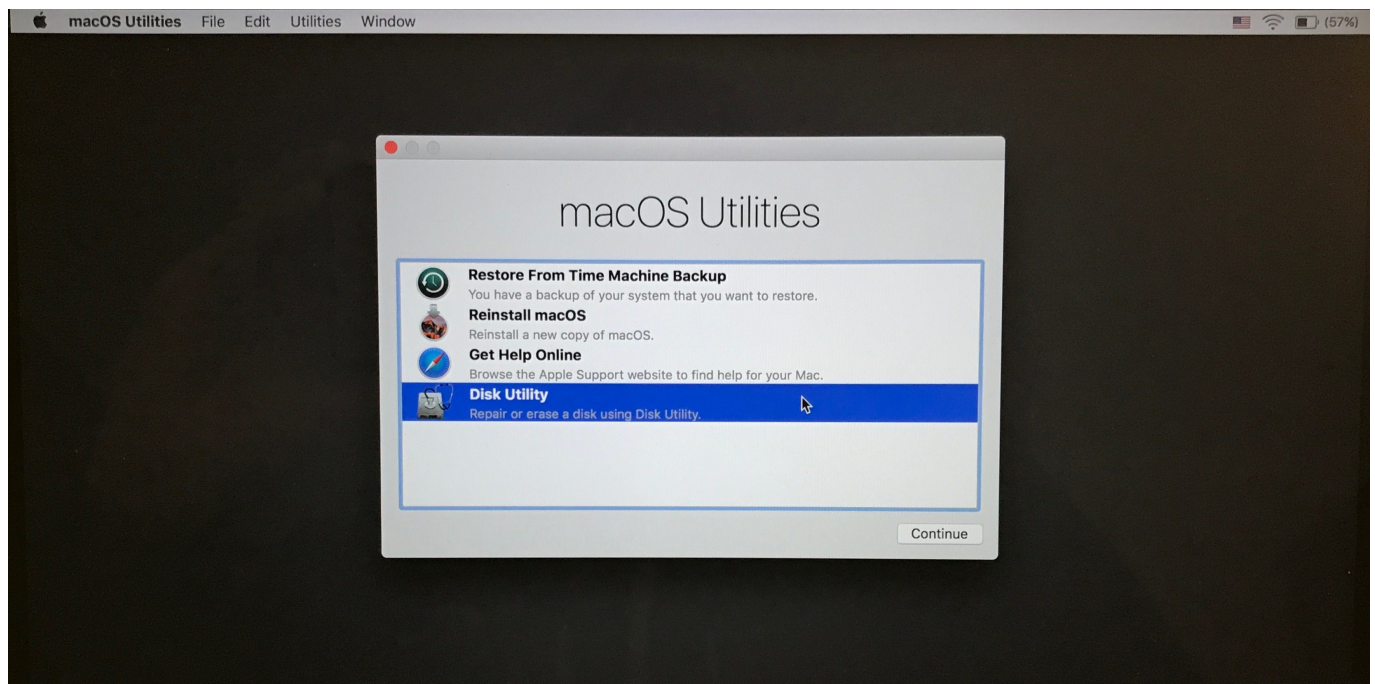 macOS Utilities File Edit Utilities Window (57%)
macOS Utilities
Restore From Time Machine Backup
You have a backup of your system that you want to restore.
Reinstall macOS
Reinstall a new copy of macOS.
Get Help Online
Browse the Apple Support website to find help for your Mac.
Disk Utility
Repair or erase a disk using Disk Utility.
Continue